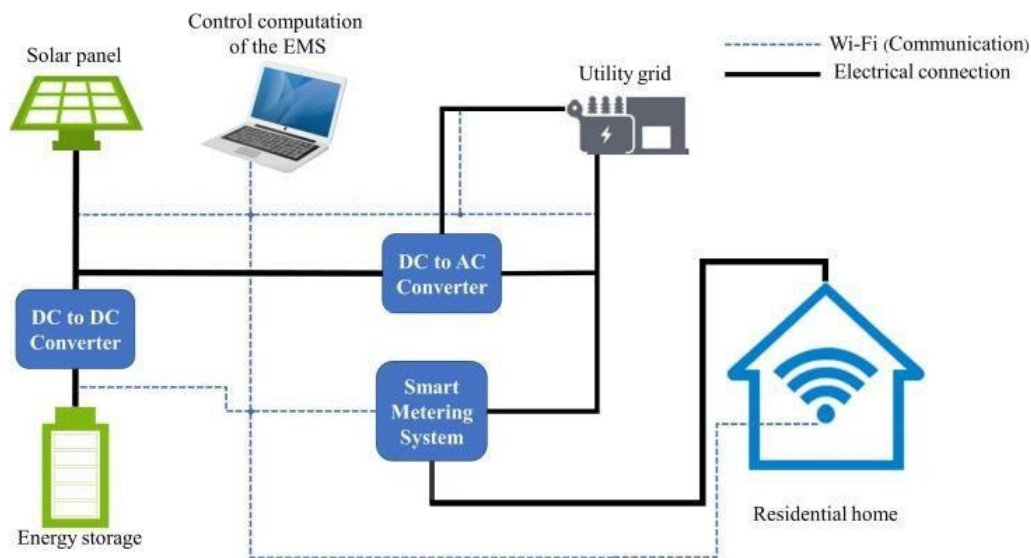 Control computation
of the EMS
Solar panel
Wi-Fi (Communication)
Electrical connection
Utility grid
DC to AC
Converter
DC to DC
Converter
Smart
Metering
System
Energy storage
Residential home